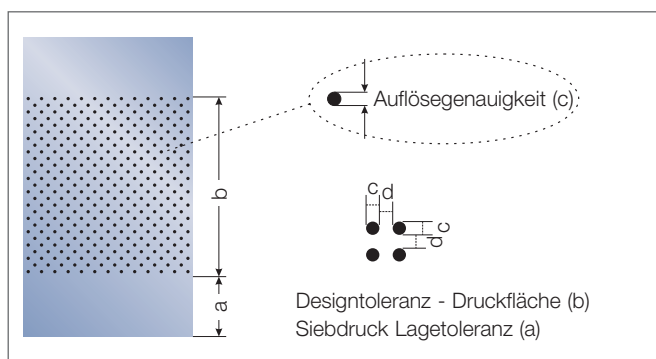 Auflösegenauigkeit (c)
b
a
c d
c
d
Designtoleranz - Druckfläche (b)
Siebdruck Lagetoleranz (a)